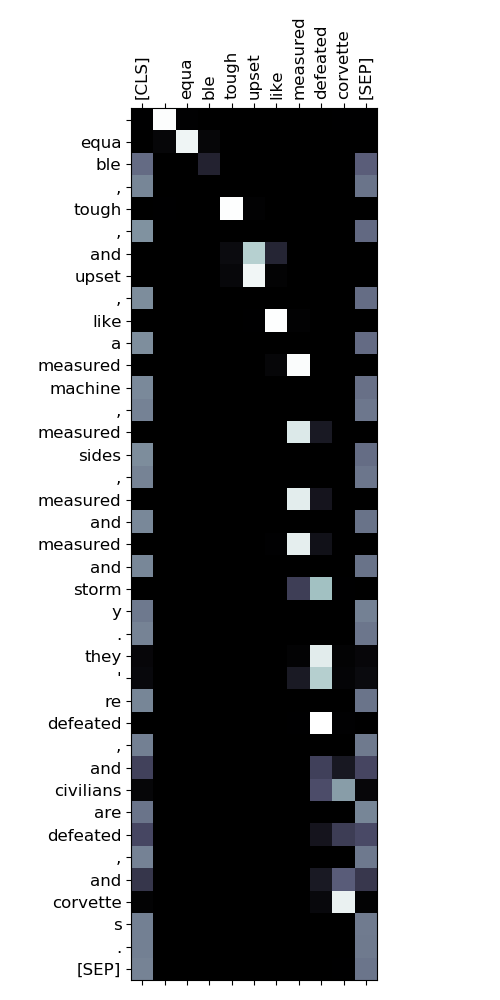 [CLS]
equa
ble
tough
upset
like
measured
defeated
corvette
[SEP]
equa
ble
,
tough
,
and
upset
,
like
a
measured
machine
,
measured
sides
,
measured
and
measured
and
storm
y
.
they
'
re
defeated
,
and
civilians
are
defeated
,
and
corvette
s
.
[SEP]